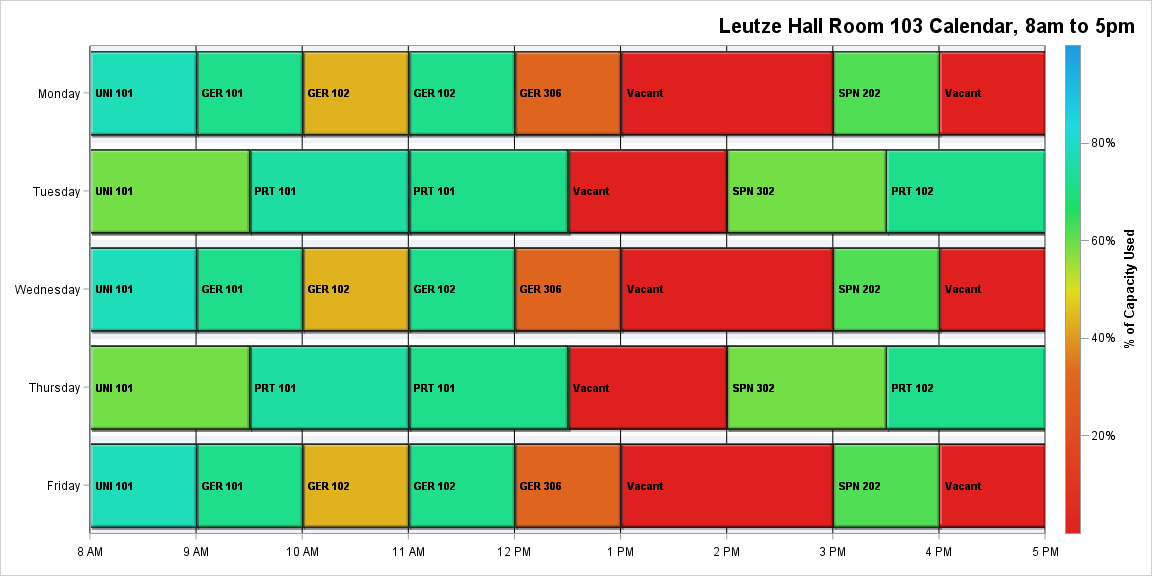 Leutze Hall Room 103 Calendar, 8am to 5pm
Monday
UNI 101
GER 101
GER 102
GER 102
GER 306
Vacant
SPN 202
Vacant
Tuesday
UNI 101
PRT 101
PRT 101
Vacant
SPN 302
PRT 102
Wednesday
UNI 101
GER 101
GER 102
GER 102
GER 306
Vacant
SPN 202
Vacant
Thursday
UNI 101
PRT 101
PRT 101
Vacant
SPN 302
PRT 102
Friday
UNI 101
GER 101
GER 102
GER 102
GER 306
Vacant
SPN 202
Vacant
8 AM
9 AM
10 AM
11 AM
12 PM
1 PM
2 PM
3 PM
4 PM
5 PM
80%
60%
40%
20%
% of Capacity Used